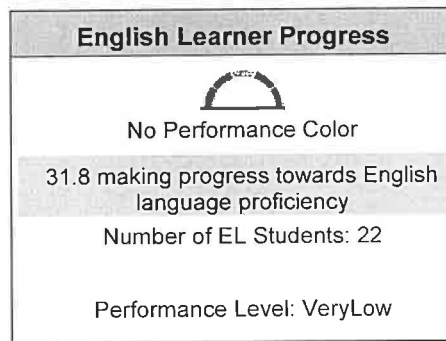 English Learner Progress
No Performance Color
31.8 making progress towards English
language proficiency
Number of EL Students: 22
Performance Level: VeryLow